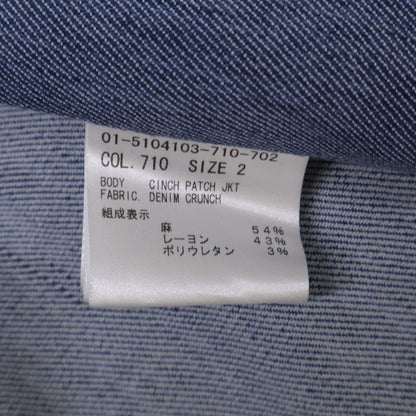 01-5104103-710-702
COL. 710 SIZE 2
BODY CINCH PATCH JKT
FABRIC DENIM CRUNCH
組成表示
麻 54%
レーヨン 43%
ポリウレタン 3%